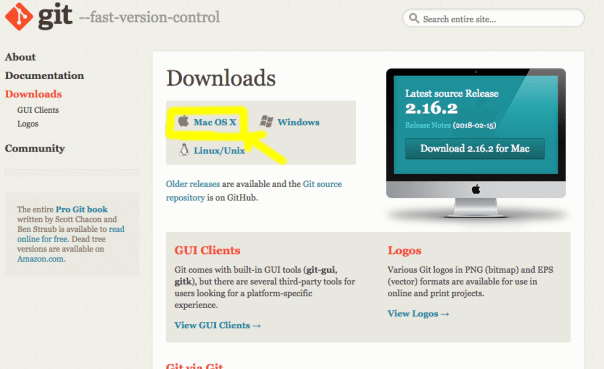 git --fast-version-control
Search entire site...
About
Documentation
Downloads
GUI Clients
Logos
Community
The entire Pro Git book
written by Scott Chacon and
Ben Straub is available to read
online for free. Dead tree
versions are available on
Amazon.com.
Downloads
Mac OS X
Windows
Linux/Unix
Older releases are available and the Git source
repository is on GitHub.
Latest source Release
2.16.2
Release Notes (2018-02-15)
Download 2.16.2 for Mac
GUI Clients
Git comes with built-in GUI tools (git-gui,
gitk), but there are several third-party tools for
users looking for a platform-specific
experience.
View GUI Clients →
Logos
Various Git logos in PNG (bitmap) and EPS
(vector) formats are available for use in
online and print projects.
View Logos →
Git via Git